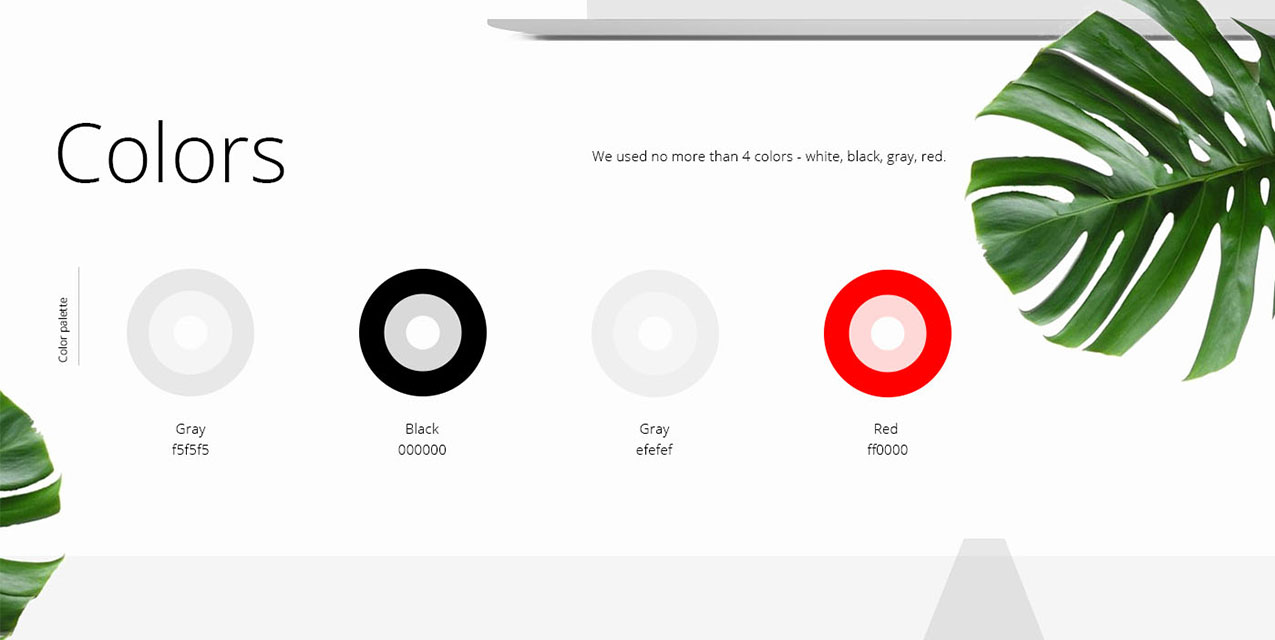 Colors
We used no more than 4 colors - white, black, gray, red.
Color palette
Gray
f5f5f5
Black
000000
Gray
efefef
Red
ff0000